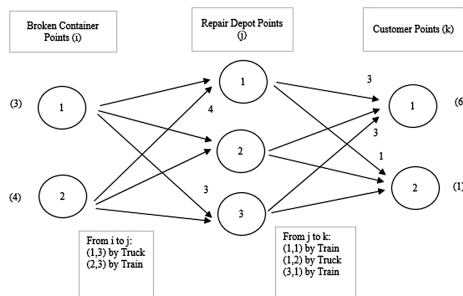 Broken Container
Points (i)
Repair Depot Points
(j)
Customer Points (k)
(3)
1
1
4
3
1
(6
2
3
1
(4)
2
3
3
2
(1)
From i to j:
(1,3) by Truck
(2,3) by Train
From j to k:
(1,1) by Train
(1,2) by Truck
(3,1) by Train